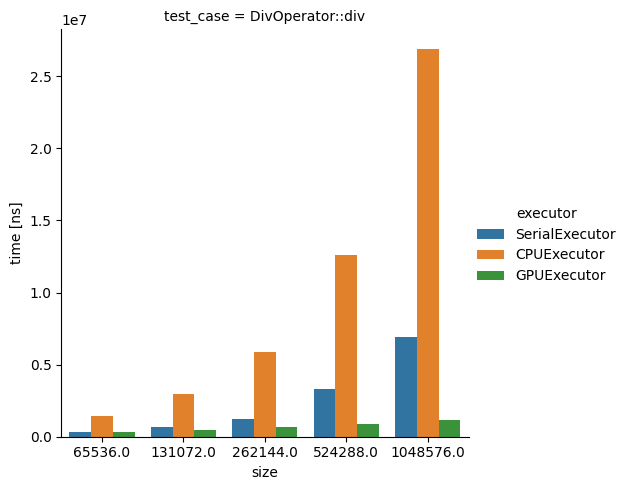 test_case = DivOperator::div
1e7
2.5
2.0
1.5
1.0
0.5
0.0
time [ns]
65536.0 131072.0 262144.0 524288.0 1048576.0
size
executor
SerialExecutor
CPUExecutor
GPUExecutor